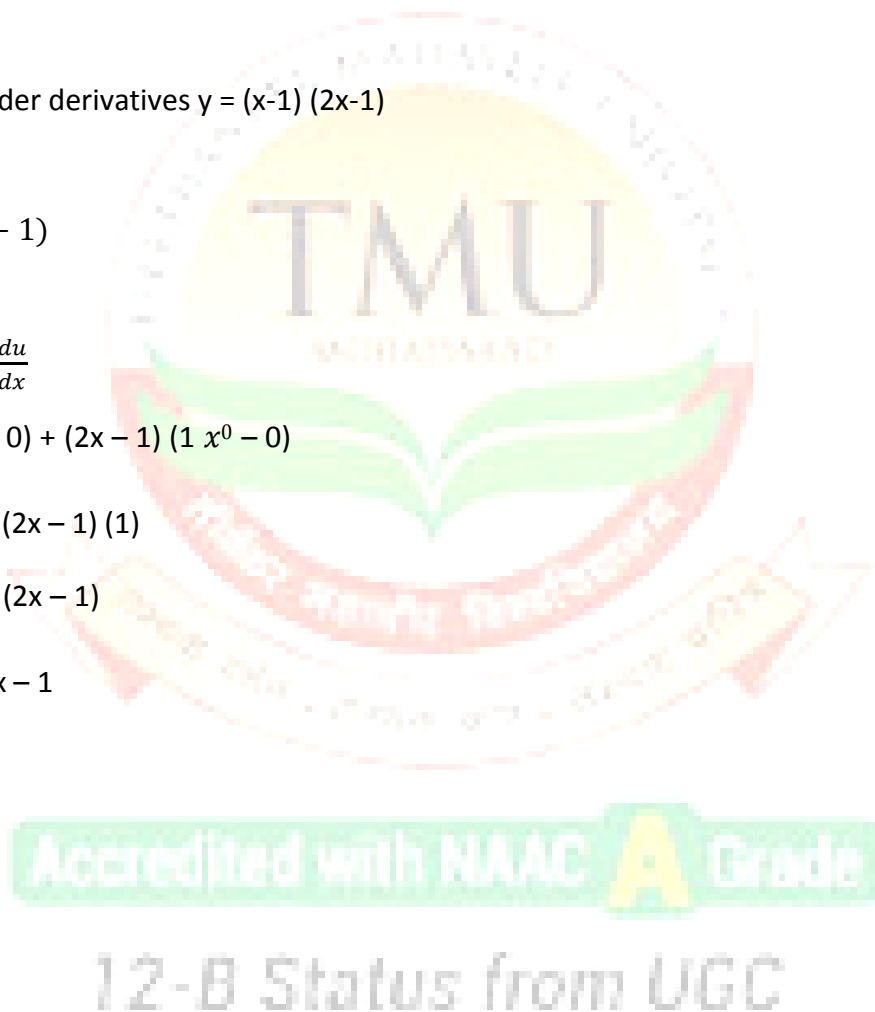 der derivatives y = (x-1) (2x-1)
TMU
– 1)
MORADABAD
du
dx
0) + (2x – 1) (1 x⁰ – 0)
(2x – 1) (1)
(2x – 1)
x – 1
Accredited with NAAC A Grade
12-B Status from UGC